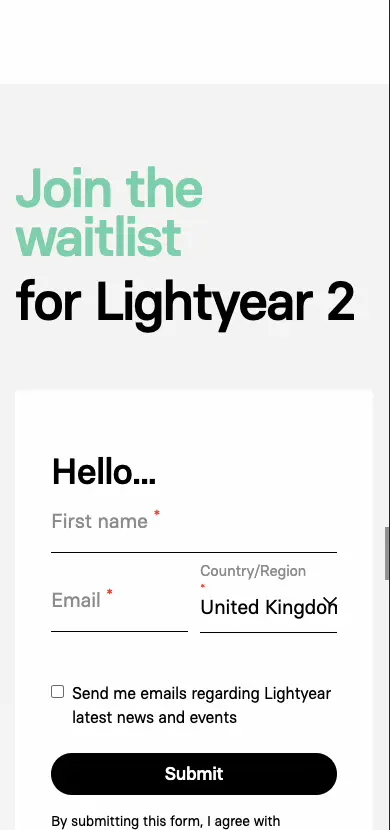 Join the
waitlist
for Lightyear 2
Hello...
First name *
Country/Region
*
Email *
United Kingdom
Send me emails regarding Lightyear
latest news and events
Submit
By submitting this form, I agree with